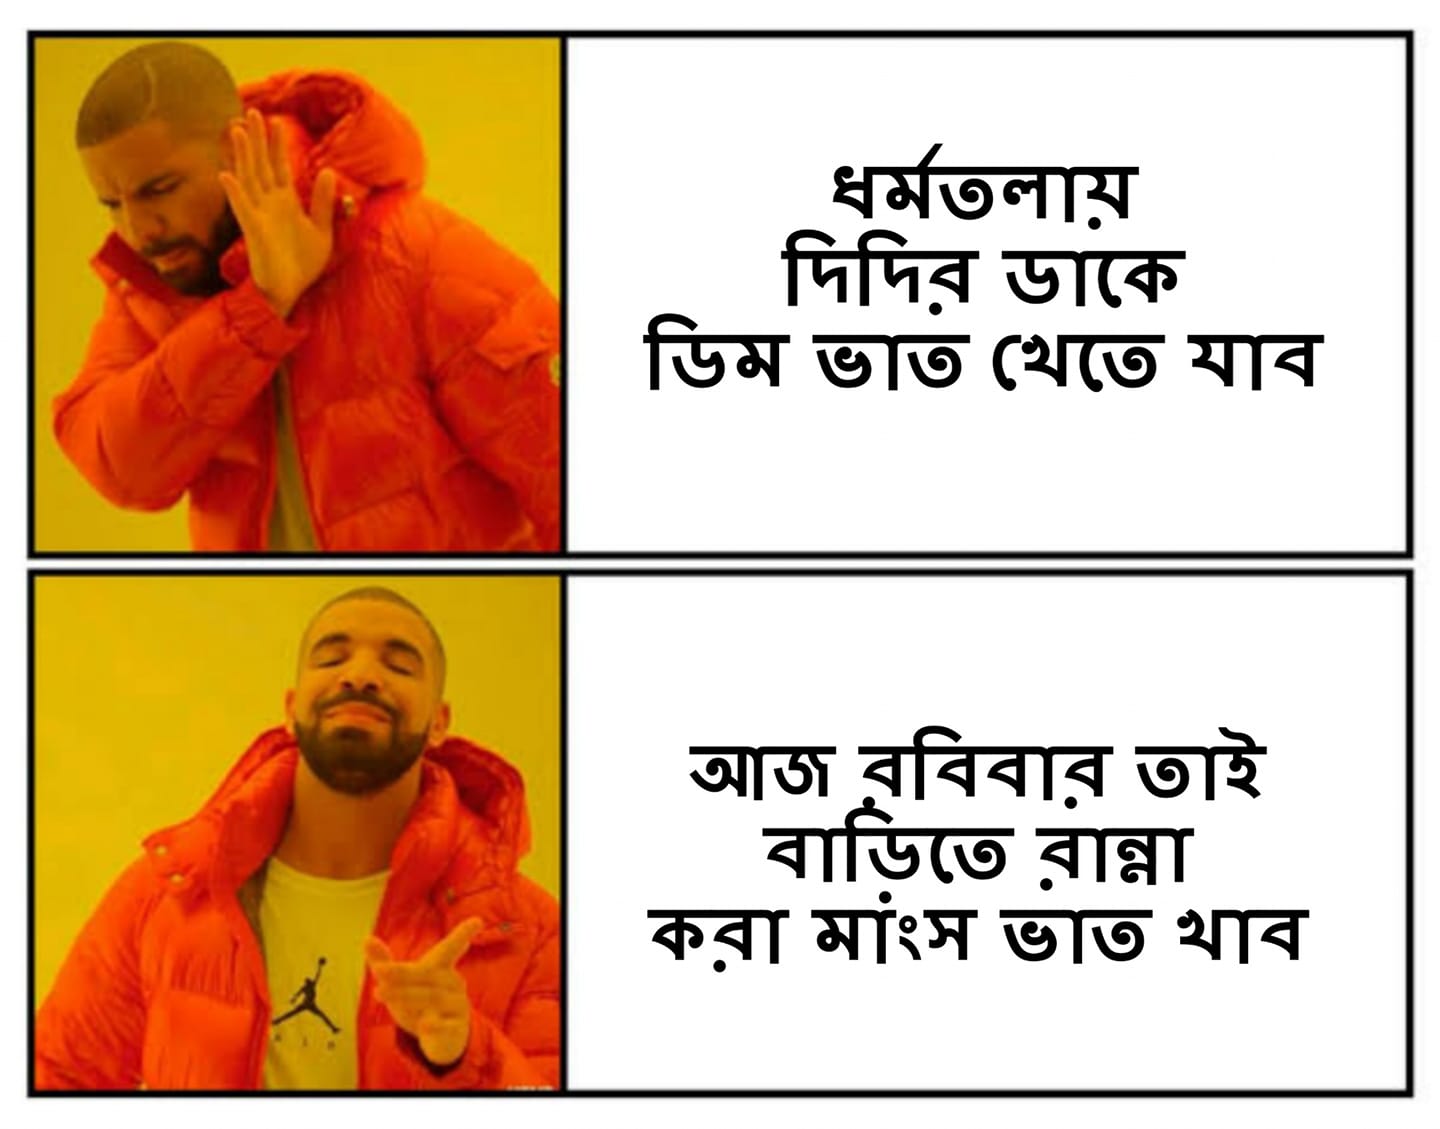 ধর্মতলায়
দিদির ডাকে
ডিম ভাত খেতে যাব
আজ রবিবার তাই
বাড়িতে রান্না
করা মাংস ভাত খাব